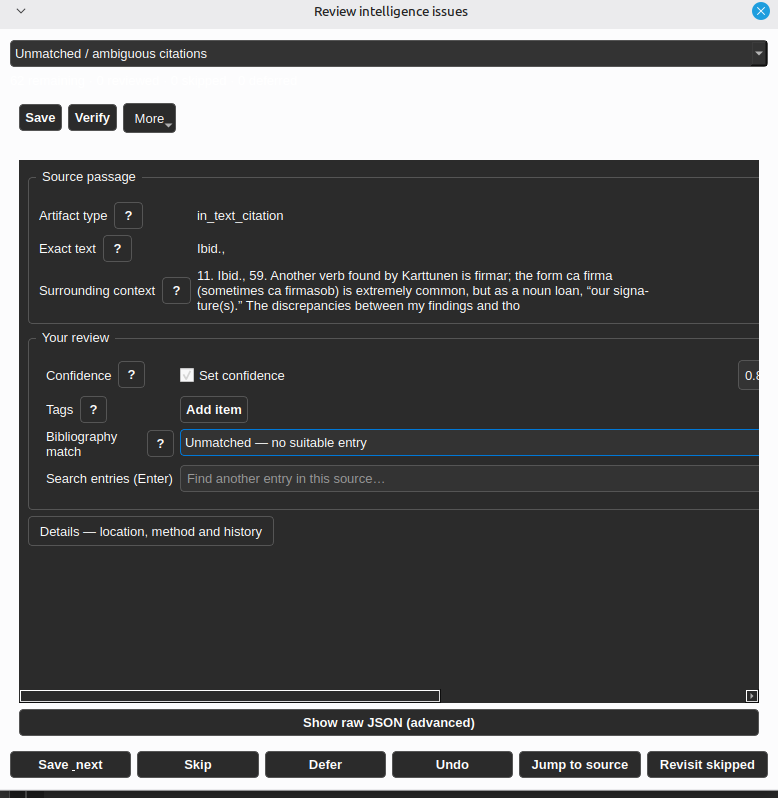 Review intelligence issues
Unmatched / ambiguous citations
Save Verify More
Source passage
Artifact type ? in_text_citation
Exact text ? Ibid.,
11. Ibid., 59. Another verb found by Karttunen is firmar; the form ca firma
Surrounding context ? (sometimes ca firmasob) is extremely common, but as a noun loan, “our signa-
ture(s).” The discrepancies between my findings and tho
Your review
Confidence ? Set confidence
Tags ? Add item
Bibliography
match ? Unmatched — no suitable entry
Search entries (Enter) Find another entry in this source…
Details — location, method and history
Show raw JSON (advanced)
Save _next Skip Defer Undo Jump to source Revisit skipped